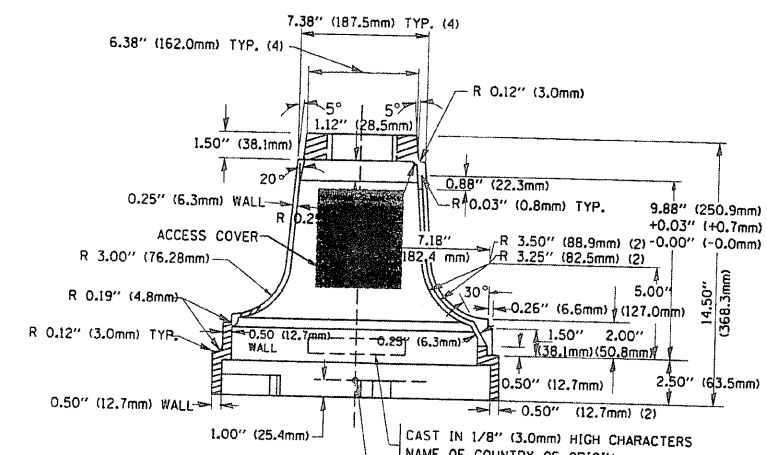 7.38" (187.5mm) TYP. (4)
6.38" (162.0mm) TYP. (4)
R 0.12" (3.0mm)
5° 5°
1.12" (28.5mm)
1.50" (38.1mm)
20°
0.88" (22.3mm)
0.25" (6.3mm) WALL
R 0.03" (0.8mm) TYP.
9.88" (250.9mm)
+0.03" (+0.7mm)
-0.00" (-0.0mm)
ACCESS COVER
7.18"
182.4 mm)
R 3.50" (88.9mm) (2)
R 3.25" (82.5mm) (2)
R 3.00" (76.28mm)
30°
5.00"
(127.0mm)
14.50"
(368.3mm)
R 0.19" (4.8mm)
0.26" (6.6mm)
R 0.12" (3.0mm) TYP.
0.50 (12.7mm)
WALL
0.25" (6.3mm)
1.50" 2.00"
(38.1mm) (50.8mm)
0.50" (12.7mm)
2.50" (63.5mm)
0.50" (12.7mm) WALL
0.50" (12.7mm) (2)
1.00" (25.4mm)
CAST IN 1/8" (3.0mm) HIGH CHARACTERS
NAME OF COUNTRY OF ORIGIN